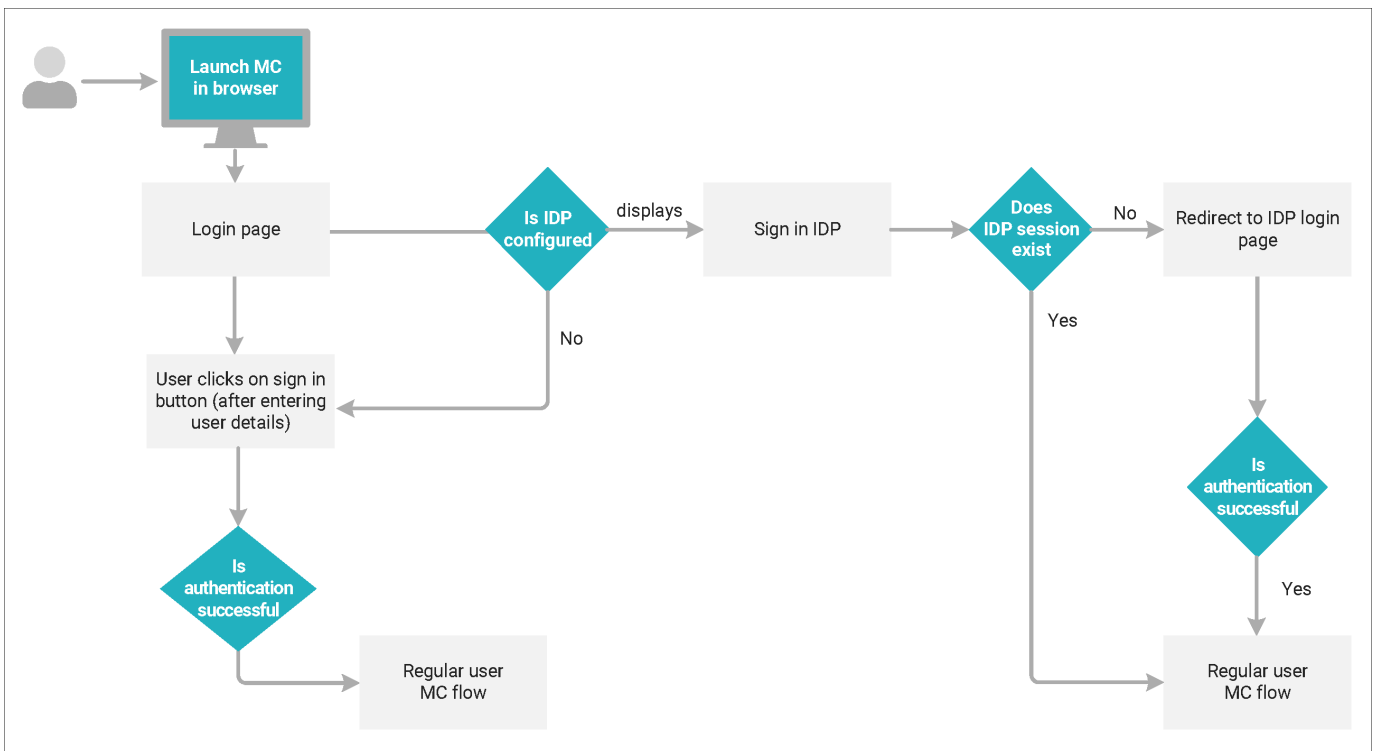 Launch MC
in browser
Login page
Is IDP
configured
displays
Sign in IDP
Does
IDP session
exist
No
Redirect to IDP login
page
No
Yes
User clicks on sign in
button (after entering
user details)
Is
authentication
successful
Is
authentication
successful
Yes
Regular user
MC flow
Regular user
MC flow